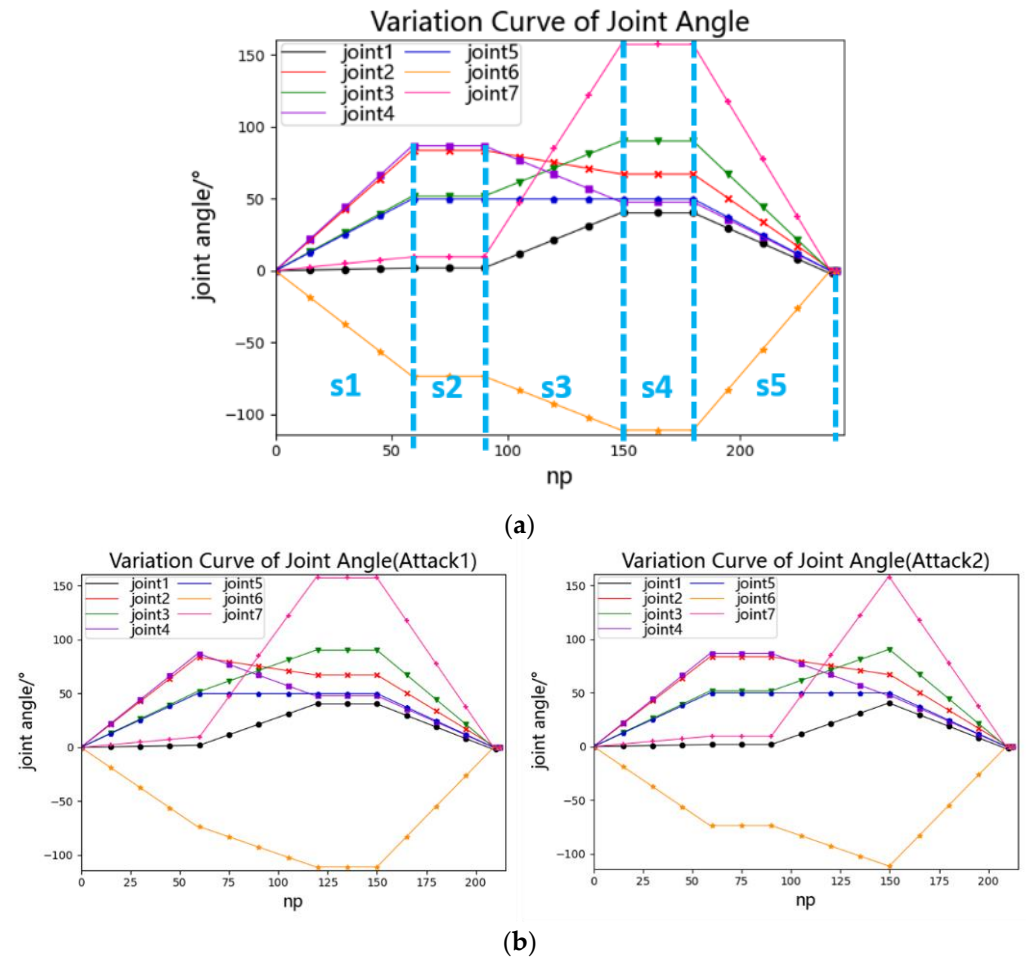 Variation Curve of Joint Angle
joint1 joint5
joint2 joint6
joint3 joint7
joint4
150
100
50
0
−50
−100
joint angle/°
s1 s2 s3 s4 s5
0 50 100 150 200
np
(a)
Variation Curve of Joint Angle(Attack1)
joint1 joint5
joint2 joint6
joint3 joint7
joint4
150
100
50
0
−50
−100
joint angle/°
0 25 50 75 100 125 150 175 200
np
Variation Curve of Joint Angle(Attack2)
joint1 joint5
joint2 joint6
joint3 joint7
joint4
150
100
50
0
−50
−100
joint angle/°
0 25 50 75 100 125 150 175 200
np
(b)